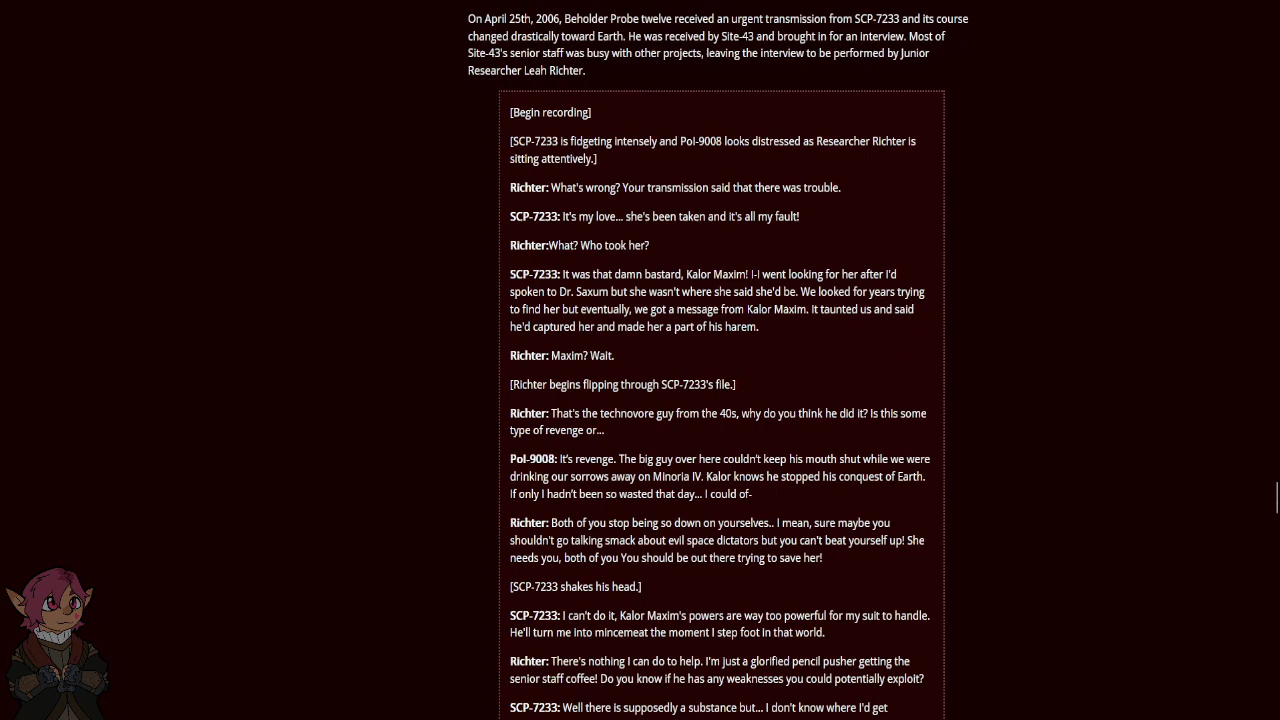 On April 25th, 2006, Beholder Probe twelve received an urgent transmission from SCP-7233 and its course
changed drastically toward Earth. He was received by Site-43 and brought in for an interview. Most of
Site-43's senior staff was busy with other projects, leaving the interview to be performed by Junior
Researcher Leah Richter.
[Begin recording]
[SCP-7233 is fidgeting intensely and PoI-9008 looks distressed as Researcher Richter is
sitting attentively.]
Richter: What's wrong? Your transmission said that there was trouble.
SCP-7233: It's my love... she's been taken and it's all my fault!
Richter:What? Who took her?
SCP-7233: It was that damn bastard, Kalor Maxim! I-I went looking for her after I'd
spoken to Dr. Saxum but she wasn't where she said she'd be. We looked for years trying
to find her but eventually, we got a message from Kalor Maxim. It taunted us and said
he'd captured her and made her a part of his harem.
Richter: Maxim? Wait.
[Richter begins flipping through SCP-7233's file.]
Richter: That's the technovore guy from the 40s, why do you think he did it? Is this some
type of revenge or...
PoI-9008: It's revenge. The big guy over here couldn't keep his mouth shut while we were
drinking our sorrows away on Minoria IV. Kalor knows he stopped his conquest of Earth.
If only I hadn't been so wasted that day... I could of-
Richter: Both of you stop being so down on yourselves.. I mean, sure maybe you
shouldn't go talking smack about evil space dictators but you can't beat yourself up! She
needs you, both of you You should be out there trying to save her!
[SCP-7233 shakes his head.]
SCP-7233: I can't do it, Kalor Maxim's powers are way too powerful for my suit to handle.
He'll turn me into mincemeat the moment I step foot in that world.
Richter: There's nothing I can do to help. I'm just a glorified pencil pusher getting the
senior staff coffee! Do you know if he has any weaknesses you could potentially exploit?
SCP-7233: Well there is supposedly a substance but... I don't know where I'd get